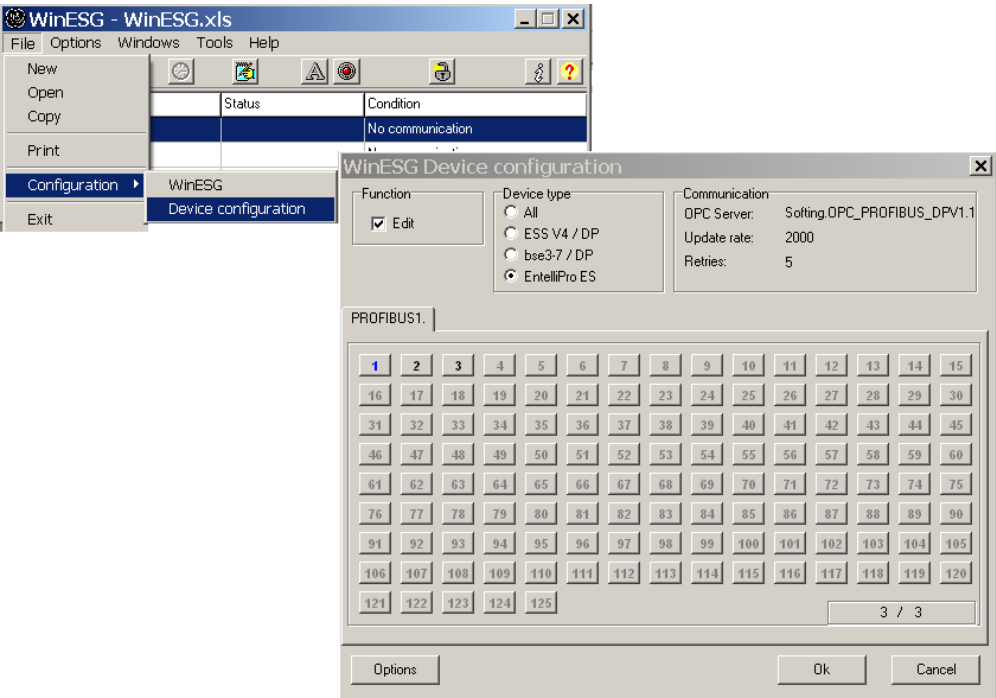 WinESG - WinESG.xls
File Options Windows Tools Help
New
Open
Copy
Print
Configuration
Exit
WinESG
Device configuration
Status Condition
No communication
WinESG Device configuration
Function
Edit
Device type
All
ESS V4 / DP
bse3-7 / DP
EntelliPro ES
Communication
OPC Server: Softing.OPC_PROFIBUS_DPV1.1
Update rate: 2000
Retries: 5
PROFIBUS1.
1 2 3 4 5 6 7 8 9 10 11 12 13 14 15
16 17 18 19 20 21 22 23 24 25 26 27 28 29 30
31 32 33 34 35 36 37 38 39 40 41 42 43 44 45
46 47 48 49 50 51 52 53 54 55 56 57 58 59 60
61 62 63 64 65 66 67 68 69 70 71 72 73 74 75
76 77 78 79 80 81 82 83 84 85 86 87 88 89 90
91 92 93 94 95 96 97 98 99 100 101 102 103 104 105
106 107 108 109 110 111 112 113 114 115 116 117 118 119 120
121 122 123 124 125
3 / 3
Options Ok Cancel